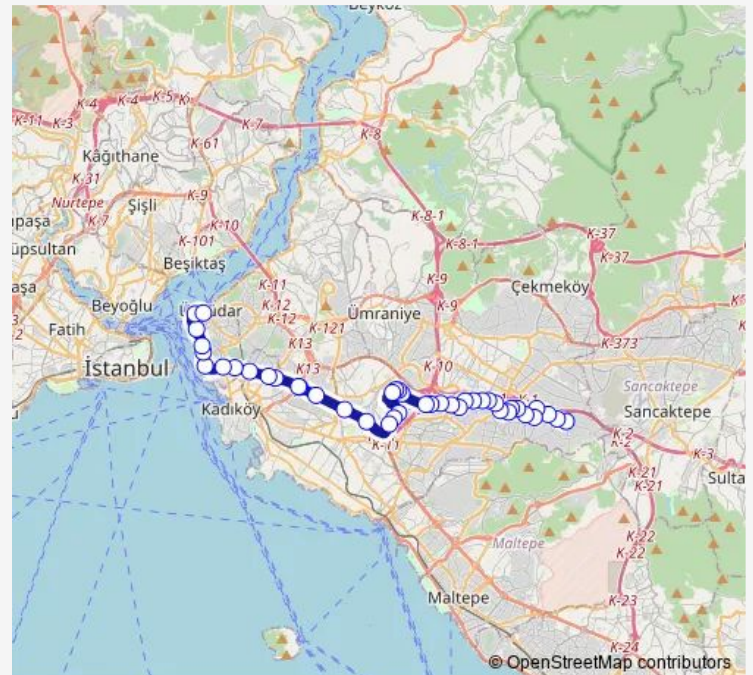 Beykoz
K-4
K-4
K-5
K-11
K-3
K-7
K-8
K-61
Kâğıthane
K-31
K-9
Nurtepe
Şişli
K-8-1
K-37
K-7
K-10
K-8-1
K-101
K-37
Beşiktaş
K-9
K-11
Çekmeköy
Beyoğlu
K-12
K-9
K-12
Ümraniye
Fatih
K-121
K13
K-373
İstanbul
K13
K-10
Sancaktepe
Kadıköy
Sancaktepe
K-2
K-2
K-3
K-11
K-21
K-21
K-22
Maltepe
K-22
Maltepe
K-23
K-24
© OpenStreetMap contributors